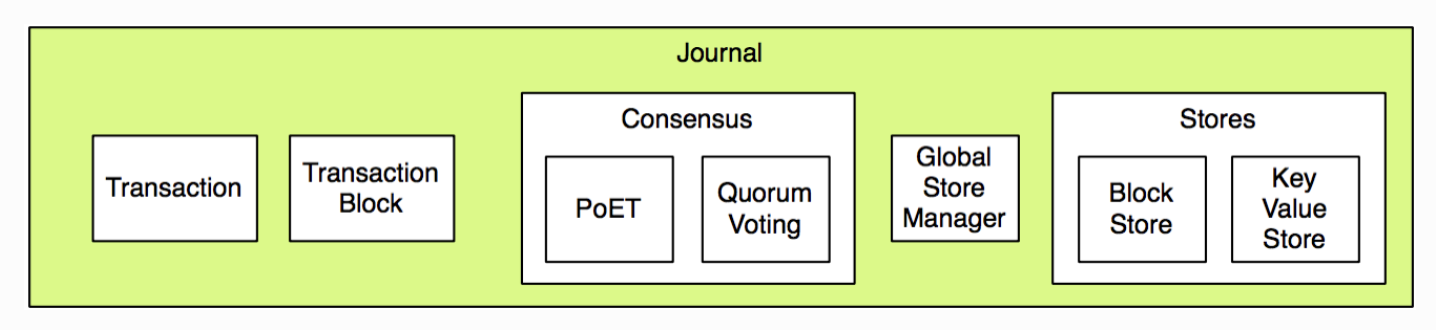 Journal
Transaction
Transaction
Block
Consensus
PoET
Quorum
Voting
Global
Store
Manager
Stores
Block
Store
Key
Value
Store